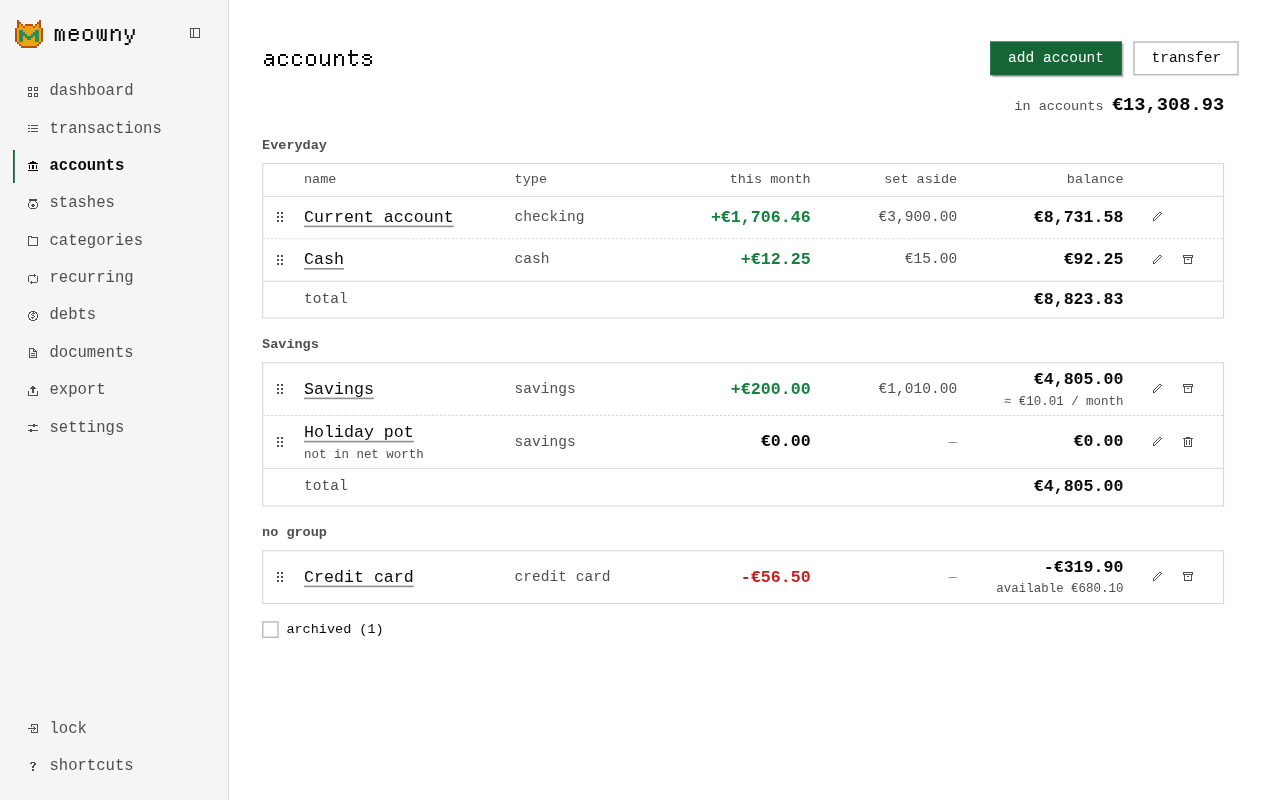 meowny
dashboard
transactions
accounts
stashes
categories
recurring
debts
documents
export
settings
lock
? shortcuts
accounts
add account
transfer
in accounts €13,308.93
Everyday
name type this month set aside balance
Current account checking +€1,706.46 €3,900.00 €8,731.58
Cash cash +€12.25 €15.00 €92.25
total €8,823.83
Savings
Savings savings +€200.00 €1,010.00 €4,805.00
≈ €10.01 / month
Holiday pot savings €0.00 — €0.00
not in net worth
total €4,805.00
no group
Credit card credit card -€56.50 — -€319.90
available €680.10
archived (1)